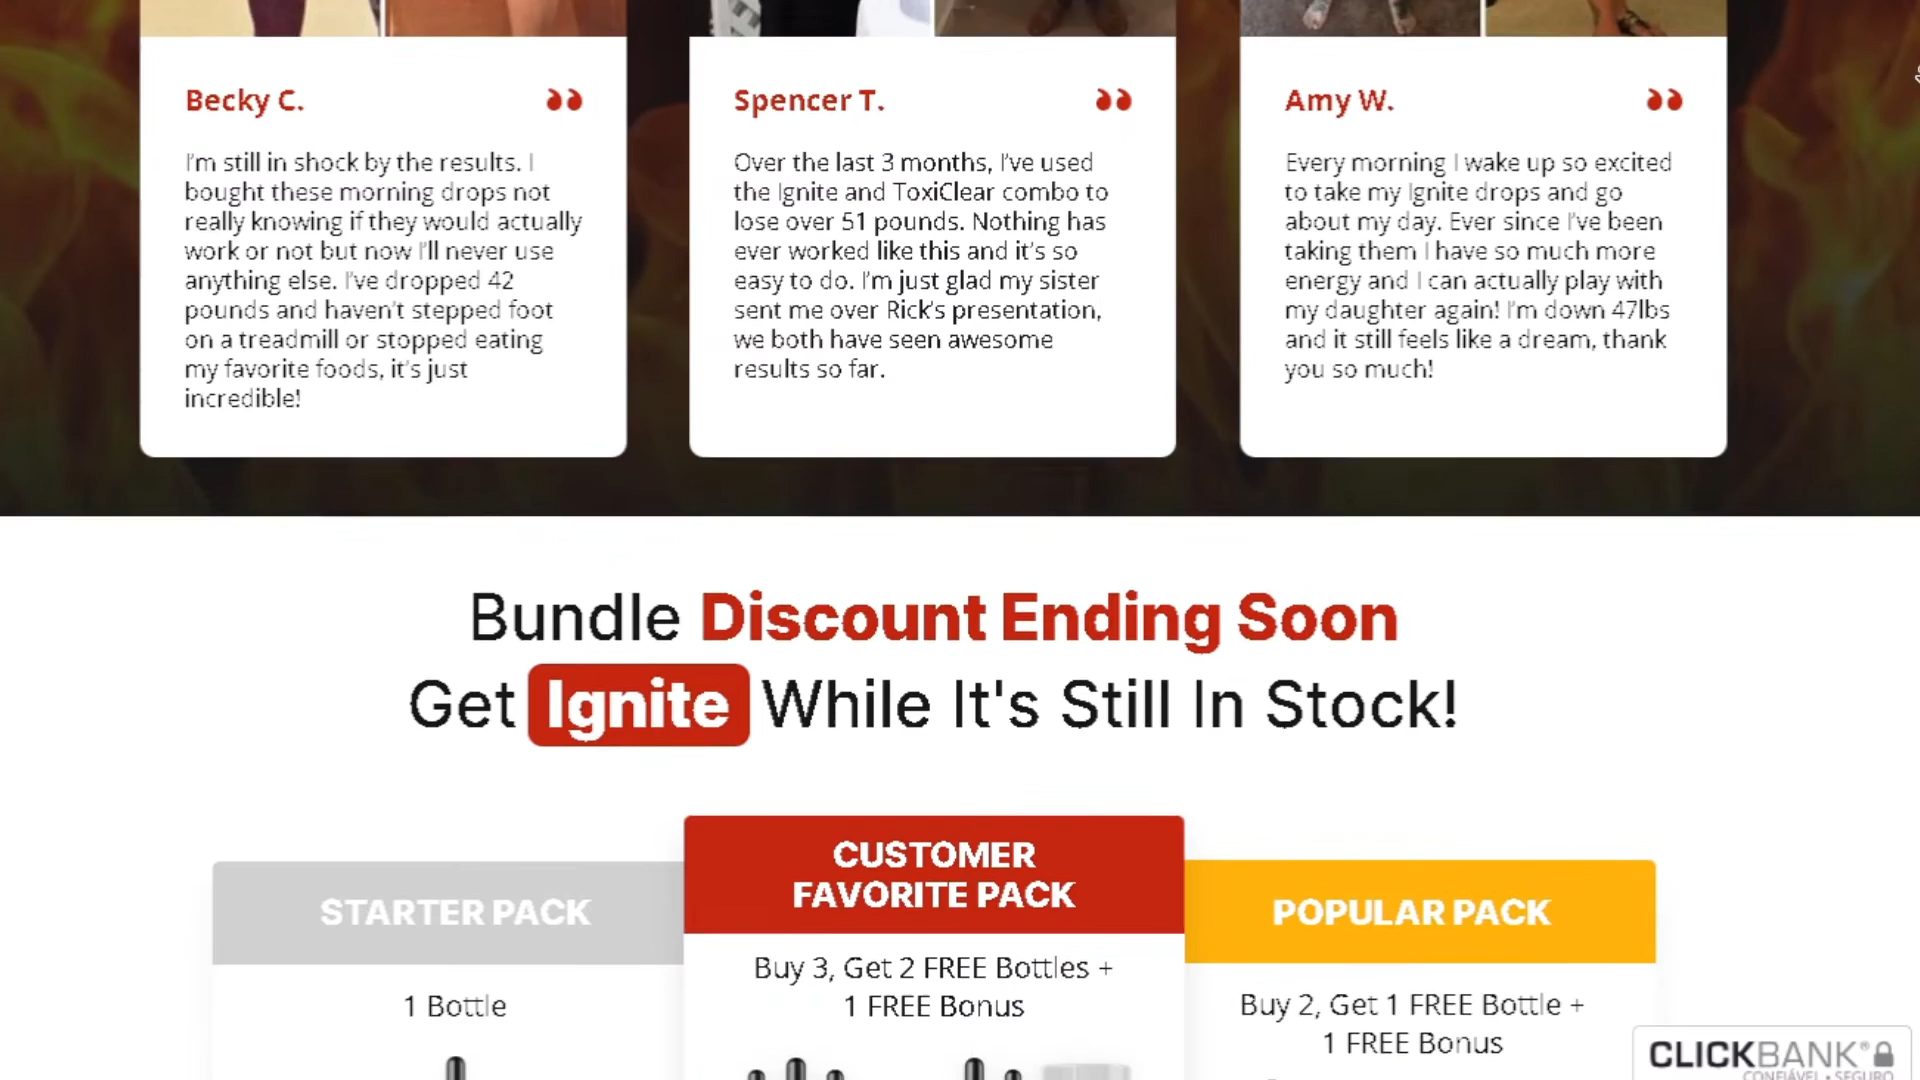 Becky C.
I'm still in shock by the results. I
bought these morning drops not
really knowing if they would actually
work or not but now I'll never use
anything else. I've dropped 42
pounds and haven't stepped foot
on a treadmill or stopped eating
my favorite foods, it's just
incredible!
Spencer T.
Over the last 3 months, I've used
the Ignite and ToxiClear combo to
lose over 51 pounds. Nothing has
ever worked like this and it's so
easy to do. I'm just glad my sister
sent me over Rick's presentation,
we both have seen awesome
results so far.
Amy W.
Every morning I wake up so excited
to take my Ignite drops and go
about my day. Ever since I've been
taking them I have so much more
energy and I can actually play with
my daughter again! I'm down 47lbs
and it still feels like a dream, thank
you so much!
Bundle Discount Ending Soon
Get Ignite While It's Still In Stock!
STARTER PACK
1 Bottle
CUSTOMER
FAVORITE PACK
Buy 3, Get 2 FREE Bottles +
1 FREE Bonus
POPULAR PACK
Buy 2, Get 1 FREE Bottle +
1 FREE Bonus
CLICKBANK®
CONFIÁVEL • SEGURO